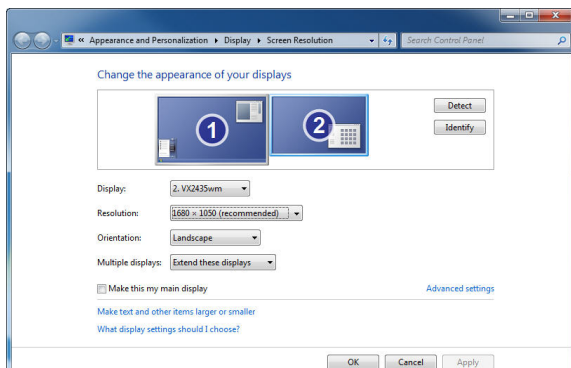 « Appearance and Personalization ▸ Display ▸ Screen Resolution Search Control Panel
Change the appearance of your displays
1 2
Detect
Identify
Display: 2. VX2435wm
Resolution: 1680 × 1050 (recommended)
Orientation: Landscape
Multiple displays: Extend these displays
Make this my main display Advanced settings
Make text and other items larger or smaller
What display settings should I choose?
OK Cancel Apply